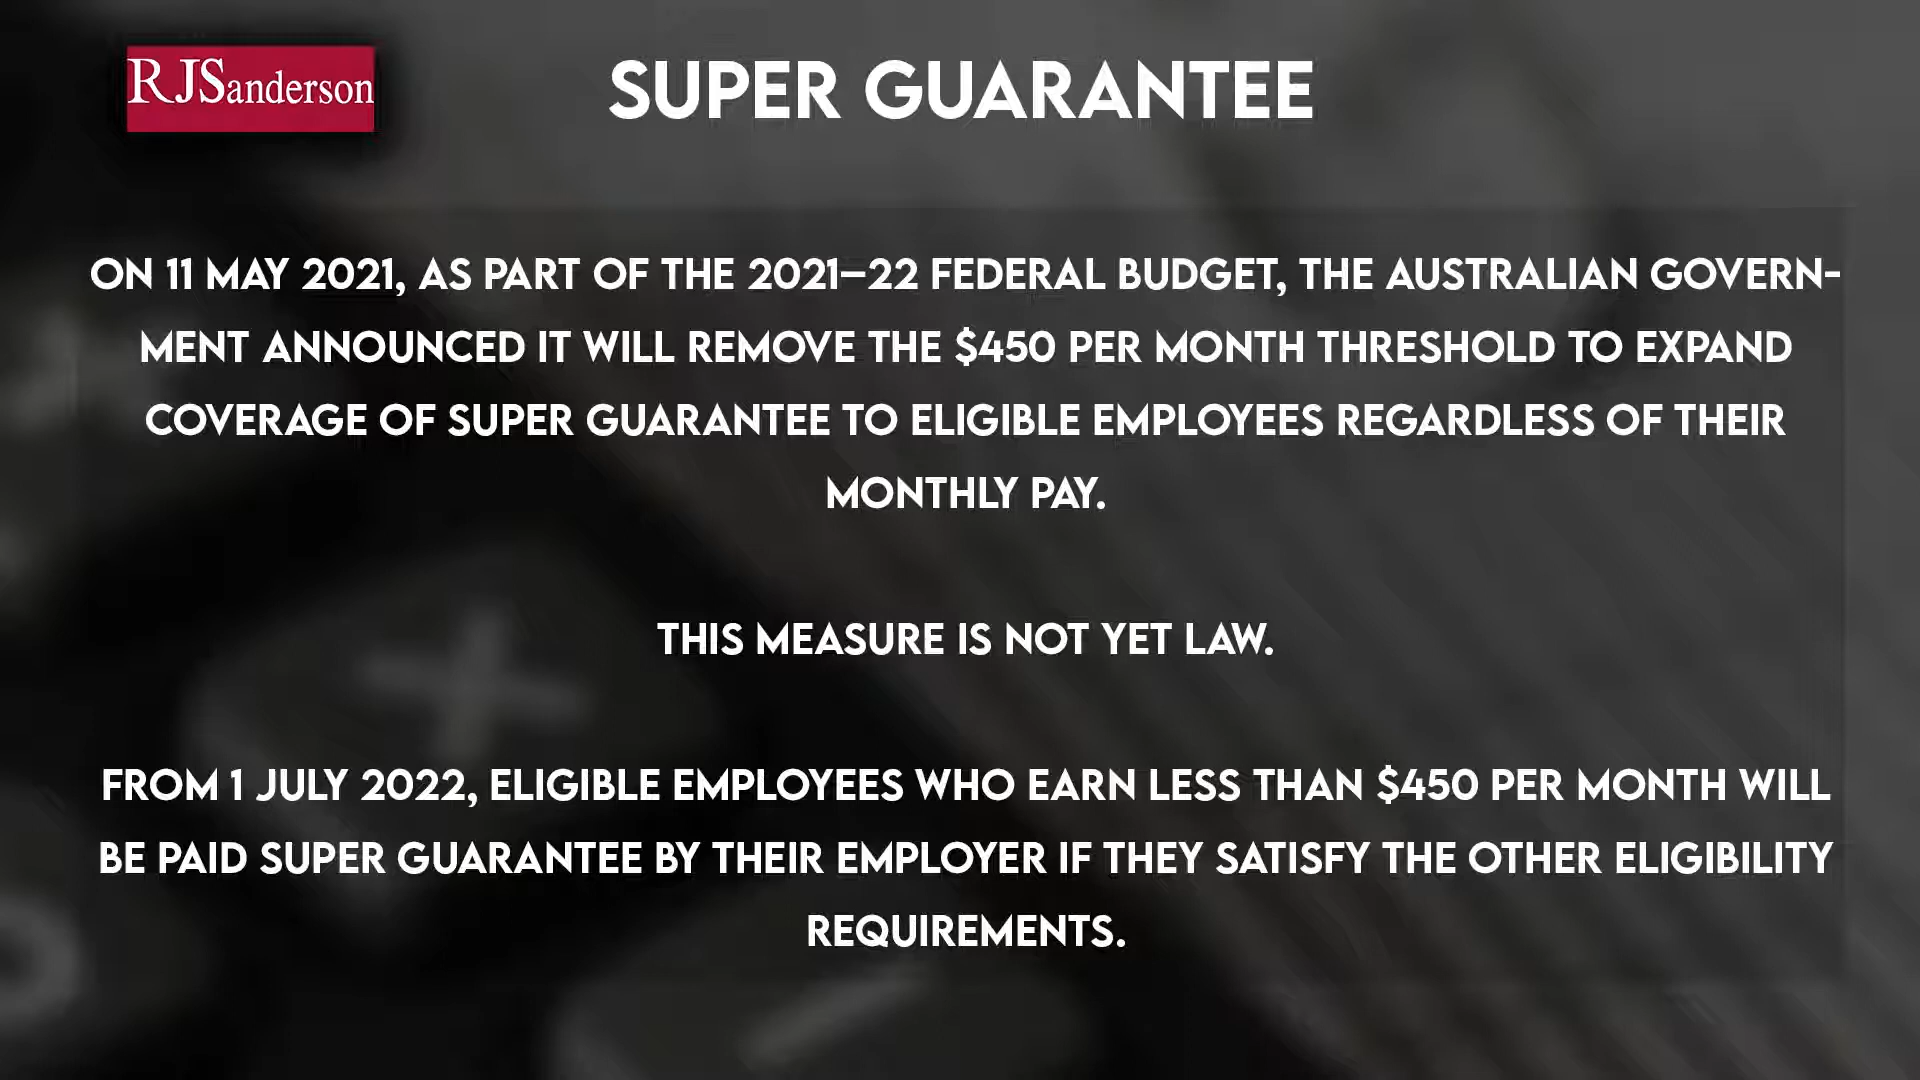 RJSanderson
SUPER GUARANTEE
ON 11 MAY 2021, AS PART OF THE 2021–22 FEDERAL BUDGET, THE AUSTRALIAN GOVERN-
MENT ANNOUNCED IT WILL REMOVE THE $450 PER MONTH THRESHOLD TO EXPAND
COVERAGE OF SUPER GUARANTEE TO ELIGIBLE EMPLOYEES REGARDLESS OF THEIR
MONTHLY PAY.
THIS MEASURE IS NOT YET LAW.
FROM 1 JULY 2022, ELIGIBLE EMPLOYEES WHO EARN LESS THAN $450 PER MONTH WILL
BE PAID SUPER GUARANTEE BY THEIR EMPLOYER IF THEY SATISFY THE OTHER ELIGIBILITY
REQUIREMENTS.